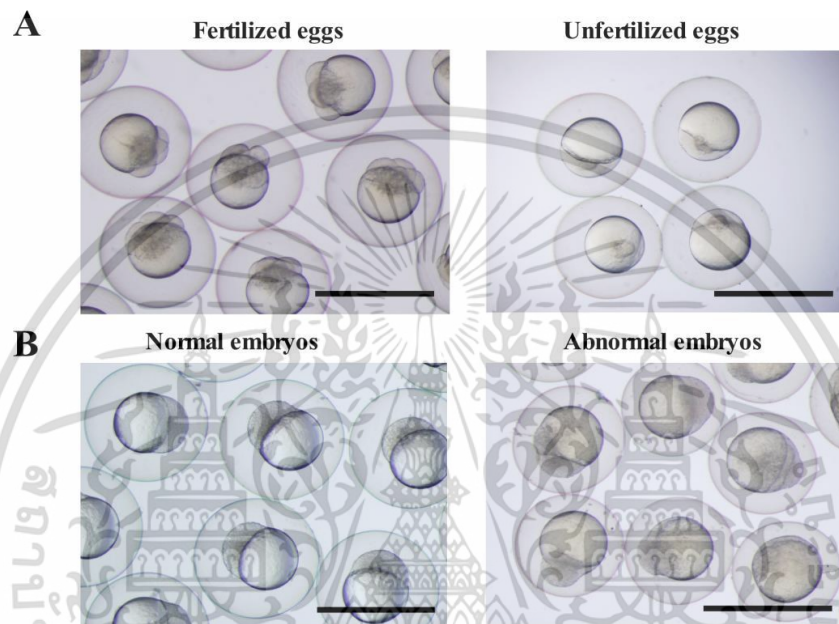 A
Fertilized eggs
Unfertilized eggs
B
Normal embryos
Abnormal embryos